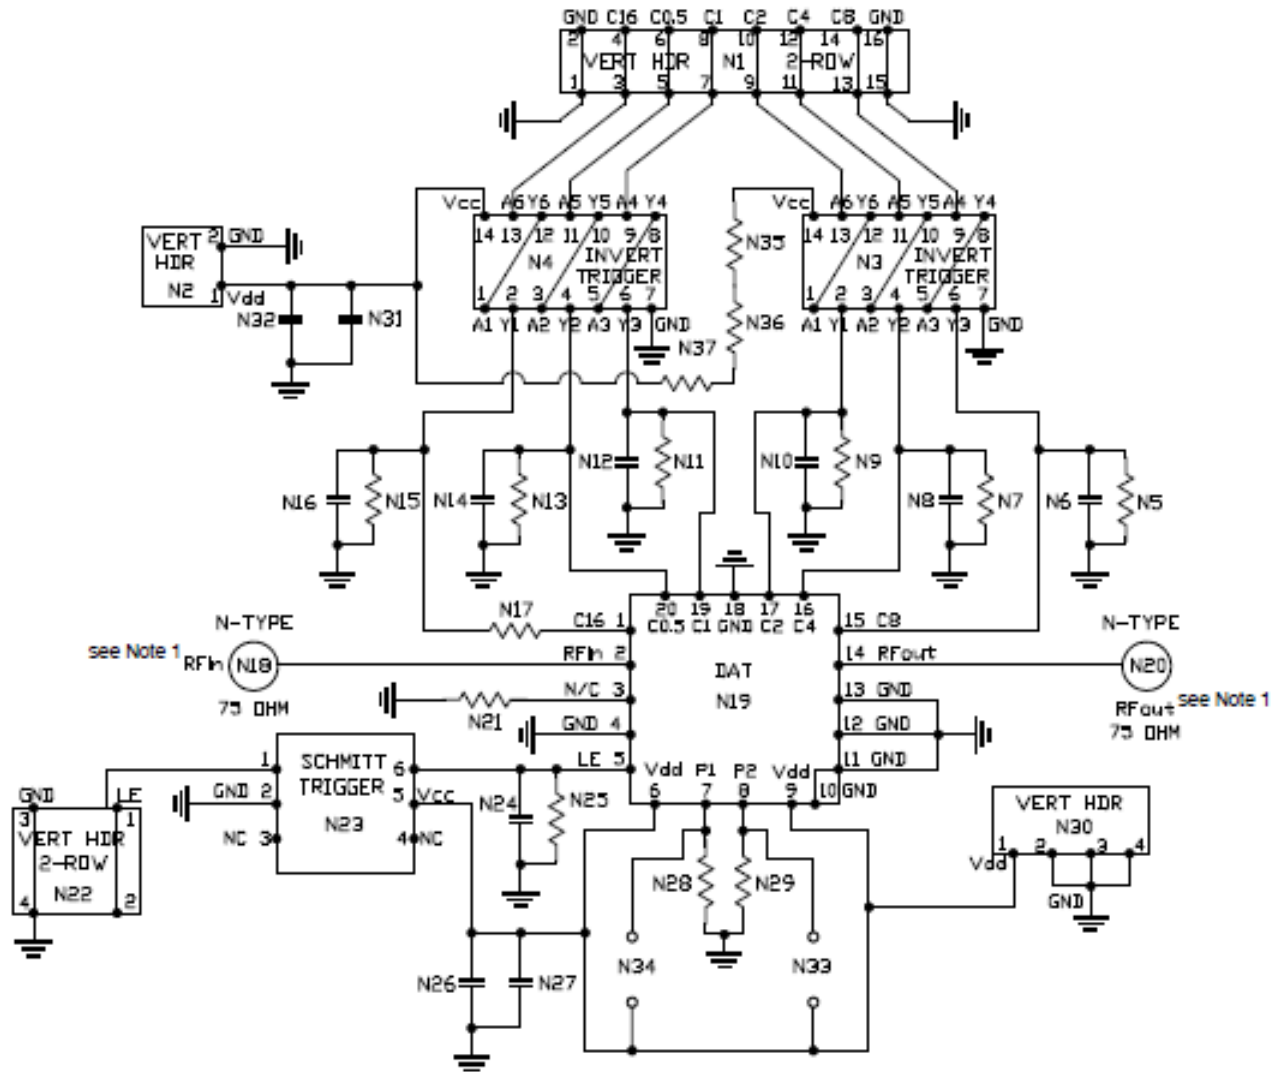 GND C16 C0.5 C1 C2 C4 C8 GND
2 4 6 8 10 12 14 16
VERT HDR N1 2-ROW
1 3 5 7 9 11 13 15
Vcc A6 Y6 A5 Y5 A4 Y4
14 13 12 11 10 9 8
N4 INVERT
TRIGGER
1 2 3 4 5 6 7
A1 Y1 A2 Y2 A3 Y3 GND
Vcc A6 Y6 A5 Y5 A4 Y4
14 13 12 11 10 9 8
N3 INVERT
TRIGGER
1 2 3 4 5 6 7
A1 Y1 A2 Y2 A3 Y3 GND
VERT 2 GND
HDR
N2 1 Vdd
N32 N31
N35
N36
N37
N16 N15 N14 N13 N12 N11 N10 N9 N8 N7 N6 N5
N17
20 19 18 17 16
C0.5 C1 GND C2 C4
C16 1
RFin 2
N/C 3
GND 4
LE 5
DAT
N19
15 C8
14 RFout
13 GND
12 GND
11 GND
10 GND
Vdd P1 P2 Vdd
6 7 8 9
N-TYPE
see Note 1 RFin N18
75 OHM
N-TYPE
N20
RFout see Note 1
75 OHM
N21
SCHMITT
TRIGGER
N23
1
GND 2
NC 3
6
5 Vcc
4 NC
GND LE
3 1
VERT HDR
2-ROW
N22
4 2
N24 N25
N26 N27
N28 N29
N34 N33
VERT HDR
N30
1 2 3 4
Vdd
GND